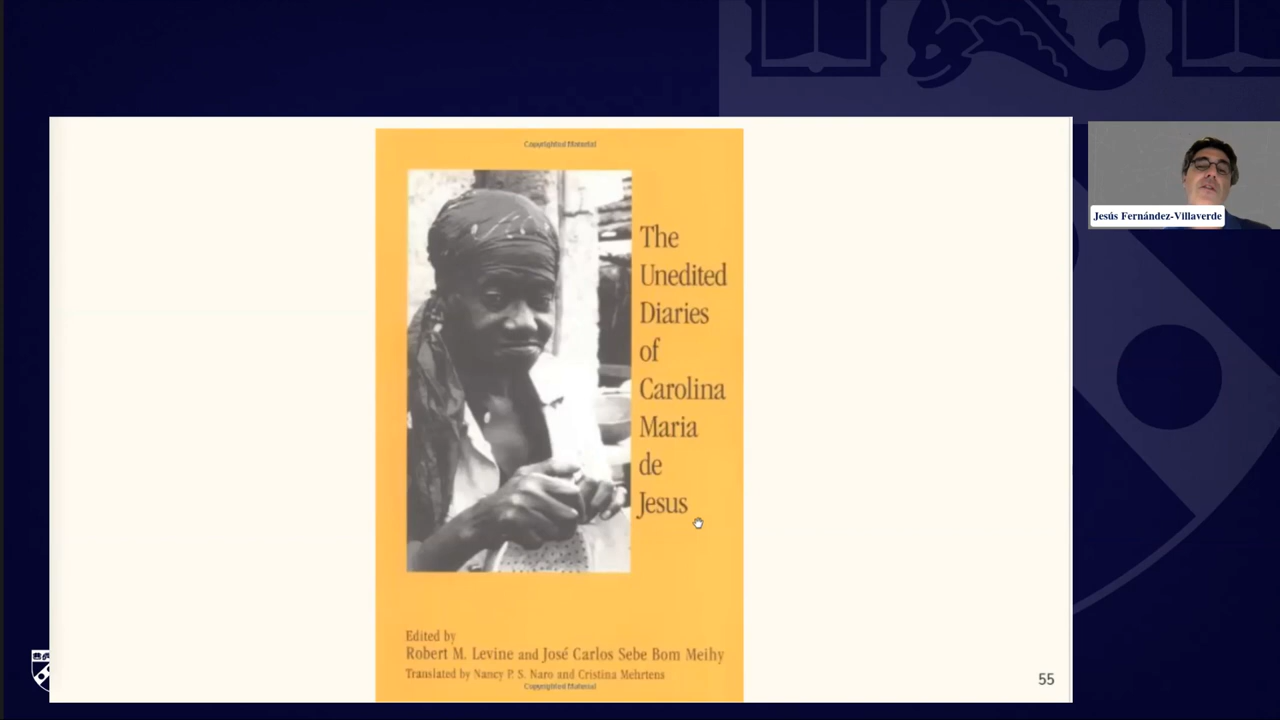 Copyrighted Material
The
Unedited
Diaries
of
Carolina
Maria
de
Jesus
Edited by
Robert M. Levine and José Carlos Sebe Bom Meihy
Translated by Nancy P. S. Naro and Cristina Mehrtens
Copyrighted Material
55
Jesús Fernández-Villaverde